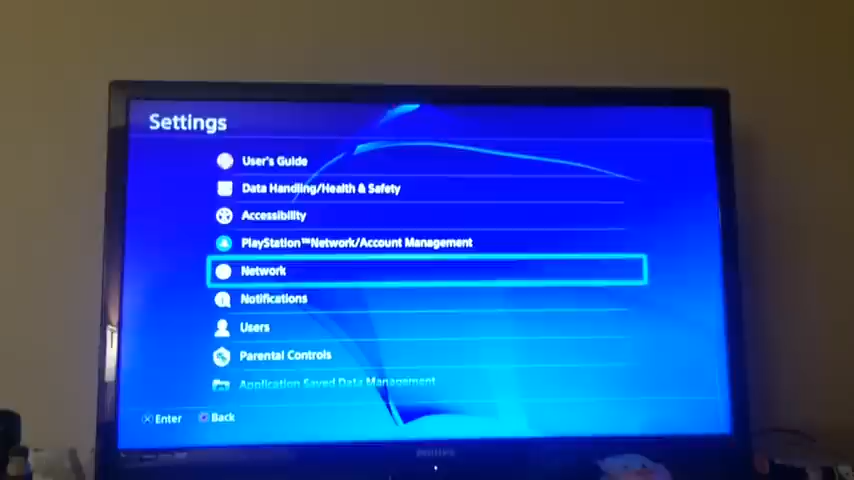 Settings
User's Guide
Data Handling/Health & Safety
Accessibility
PlayStation™Network/Account Management
Network
Notifications
Users
Parental Controls
Application Saved Data Management
Enter
Back
PHILIPS